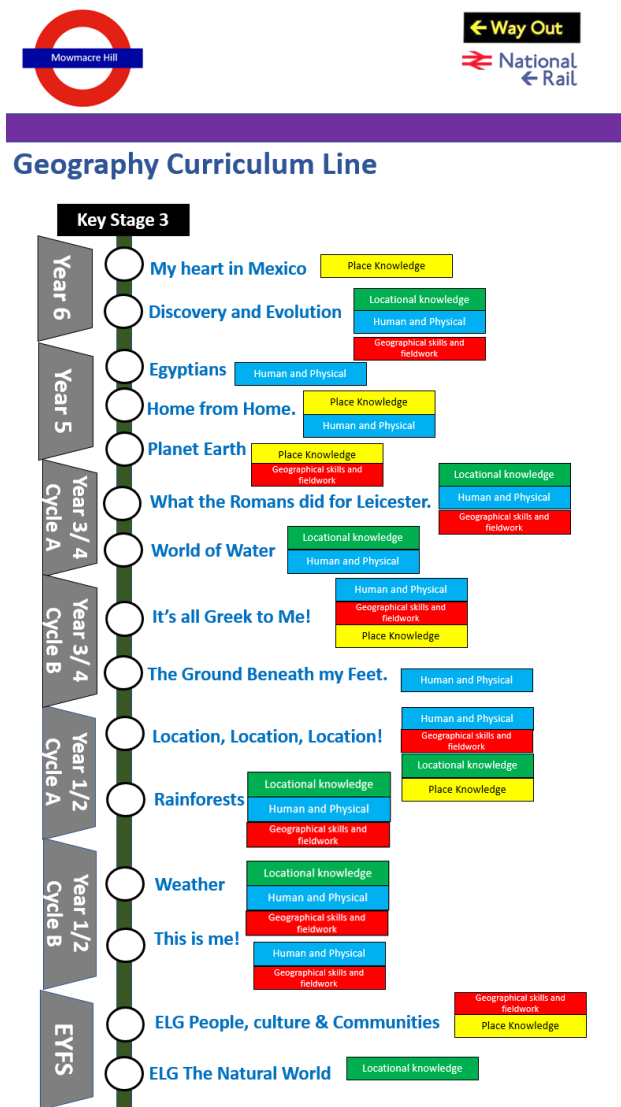 Mowmacre Hill
← Way Out
National
← Rail
Geography Curriculum Line
Key Stage 3
Year 6
My heart in Mexico
Place Knowledge
Discovery and Evolution
Locational knowledge
Human and Physical
Geographical skills and
fieldwork
Year 5
Egyptians
Human and Physical
Home from Home.
Place Knowledge
Human and Physical
Planet Earth
Place Knowledge
Geographical skills and
fieldwork
Year 3/ 4
Cycle A
What the Romans did for Leicester.
Locational knowledge
Human and Physical
Geographical skills and
fieldwork
World of Water
Locational knowledge
Human and Physical
Year 3/ 4
Cycle B
It's all Greek to Me!
Human and Physical
Geographical skills and
fieldwork
Place Knowledge
The Ground Beneath my Feet.
Human and Physical
Year 1/2
Cycle A
Location, Location, Location!
Human and Physical
Geographical skills and
fieldwork
Locational knowledge
Place Knowledge
Rainforests
Locational knowledge
Human and Physical
Geographical skills and
fieldwork
Year 1/2
Cycle B
Weather
Locational knowledge
Human and Physical
Geographical skills and
fieldwork
This is me!
Human and Physical
Geographical skills and
fieldwork
EYFS
ELG People, culture & Communities
Geographical skills and
fieldwork
Place Knowledge
ELG The Natural World
Locational knowledge